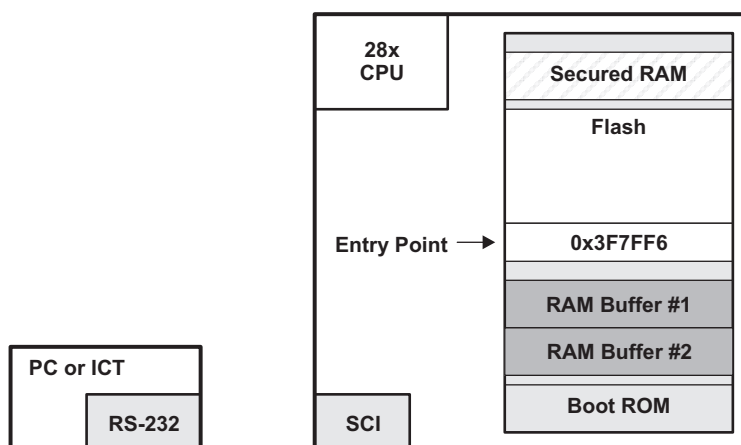 28x
CPU
Secured RAM
Flash
Entry Point
0x3F7FF6
RAM Buffer #1
RAM Buffer #2
PC or ICT
RS-232
SCI
Boot ROM